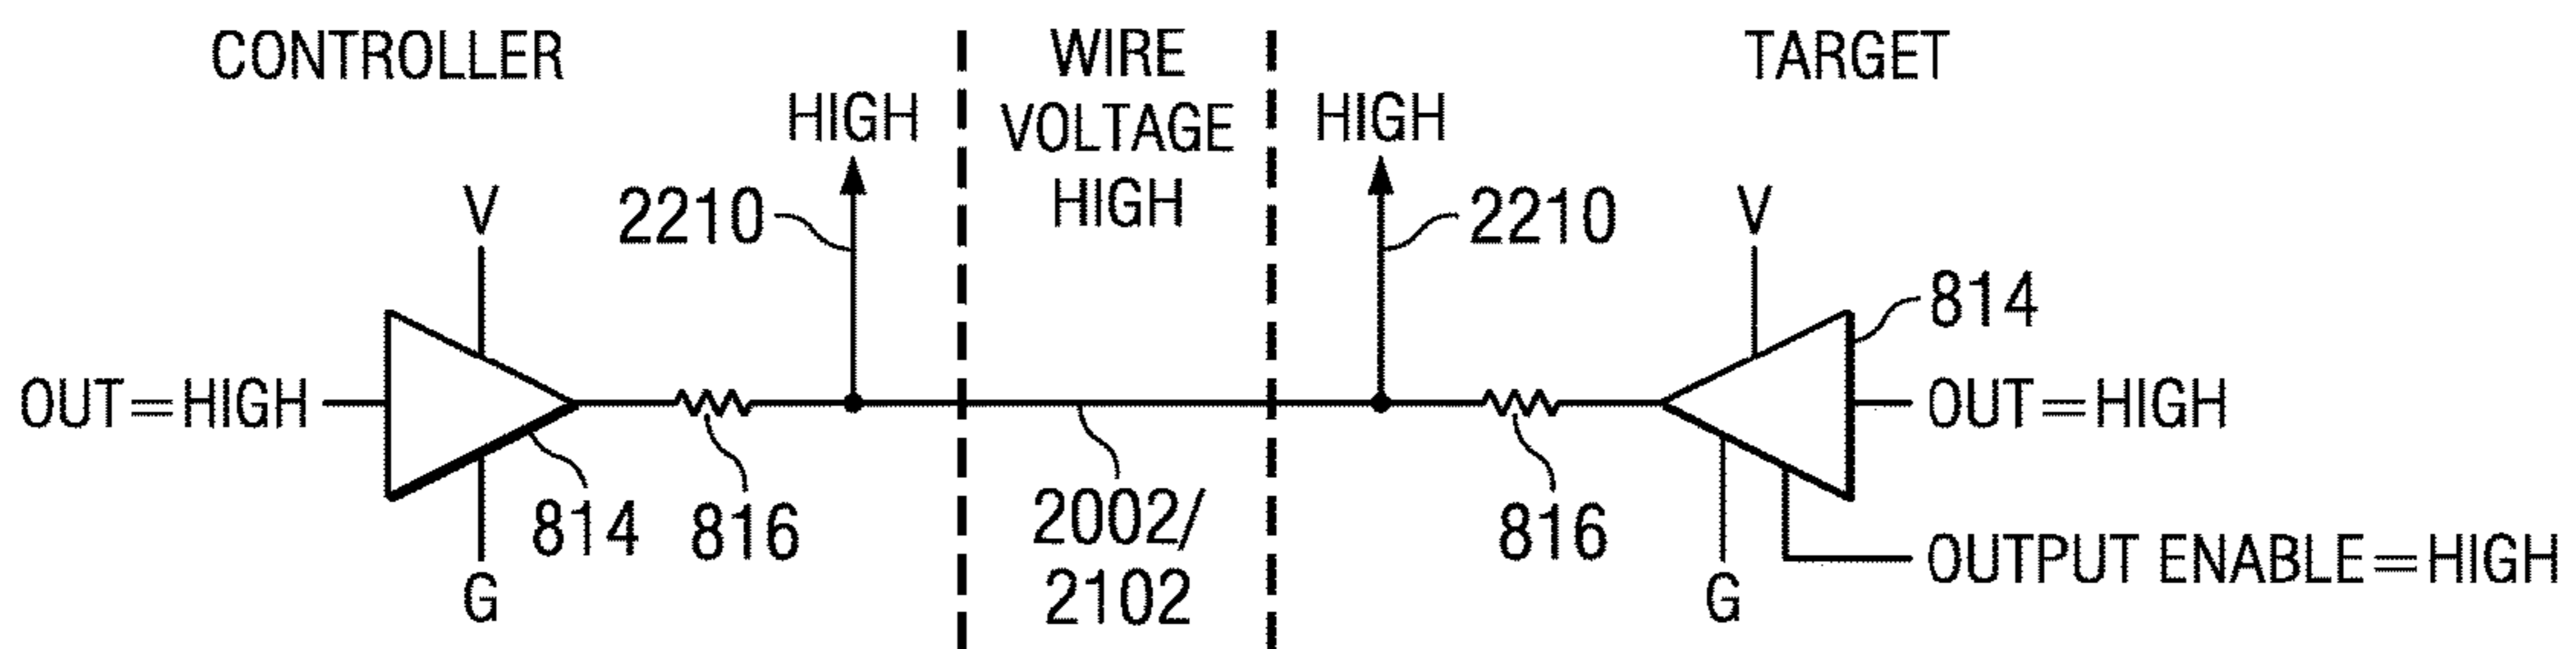 CONTROLLER
WIRE
VOLTAGE
HIGH
TARGET
HIGH
HIGH
V
2210
2210
V
814
OUT=HIGH
OUT=HIGH
814
816
2002/
2102
816
OUTPUT ENABLE=HIGH
G
G